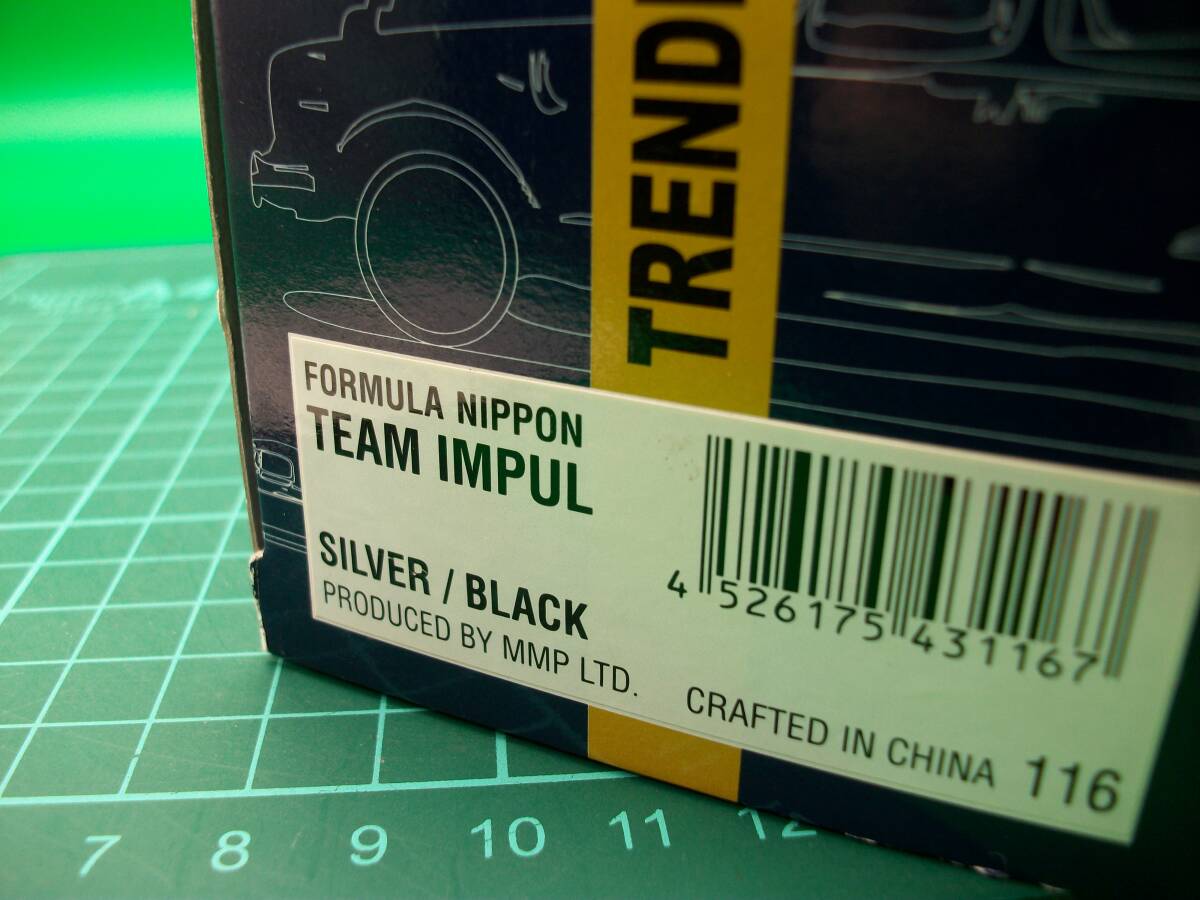 TREND
FORMULA NIPPON
TEAM IMPUL
SILVER / BLACK
PRODUCED BY MMP LTD.
4 526175 431167
CRAFTED IN CHINA 116
7 8 9 10 11 12